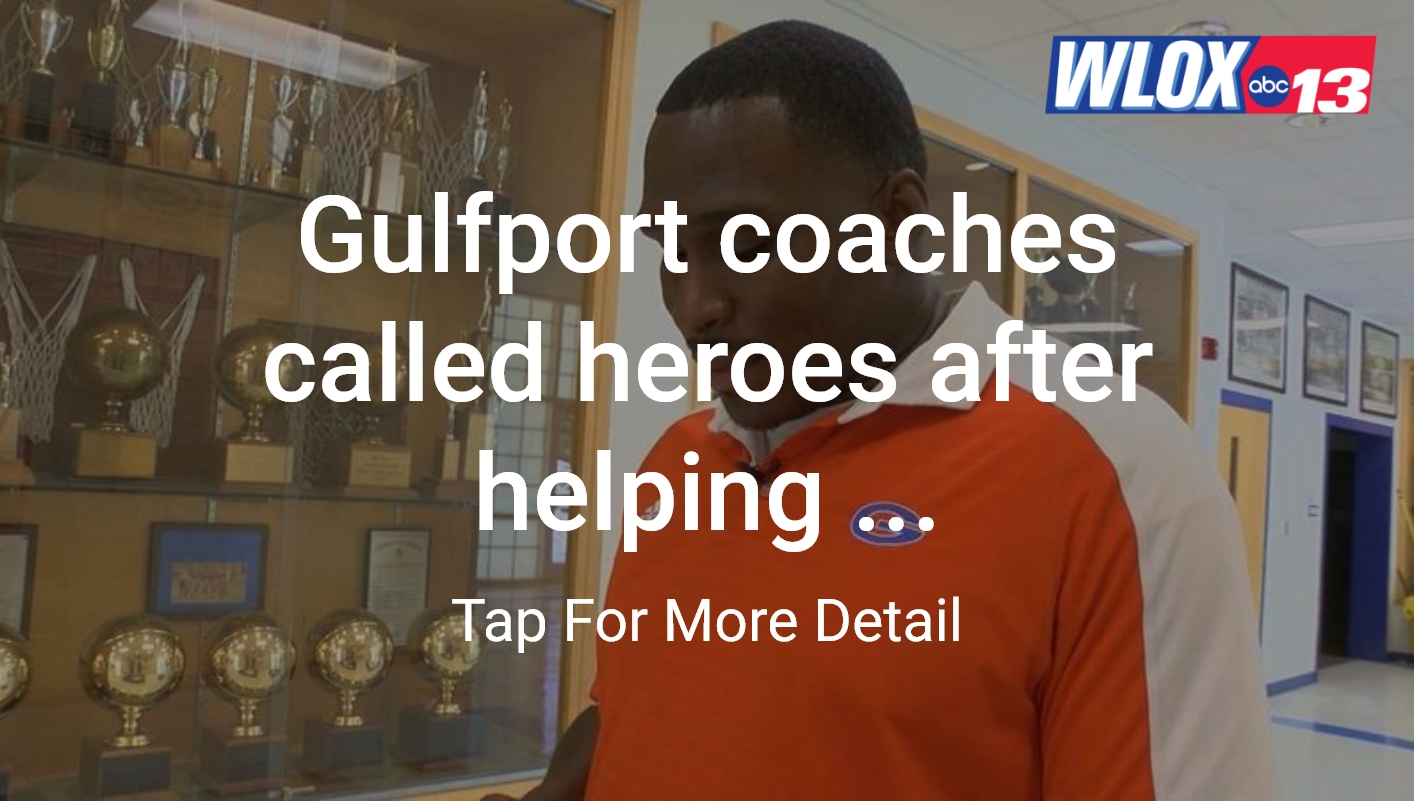 WLOX abc 13
Gulfport coaches
called heroes after
helping ...
Tap For More Detail